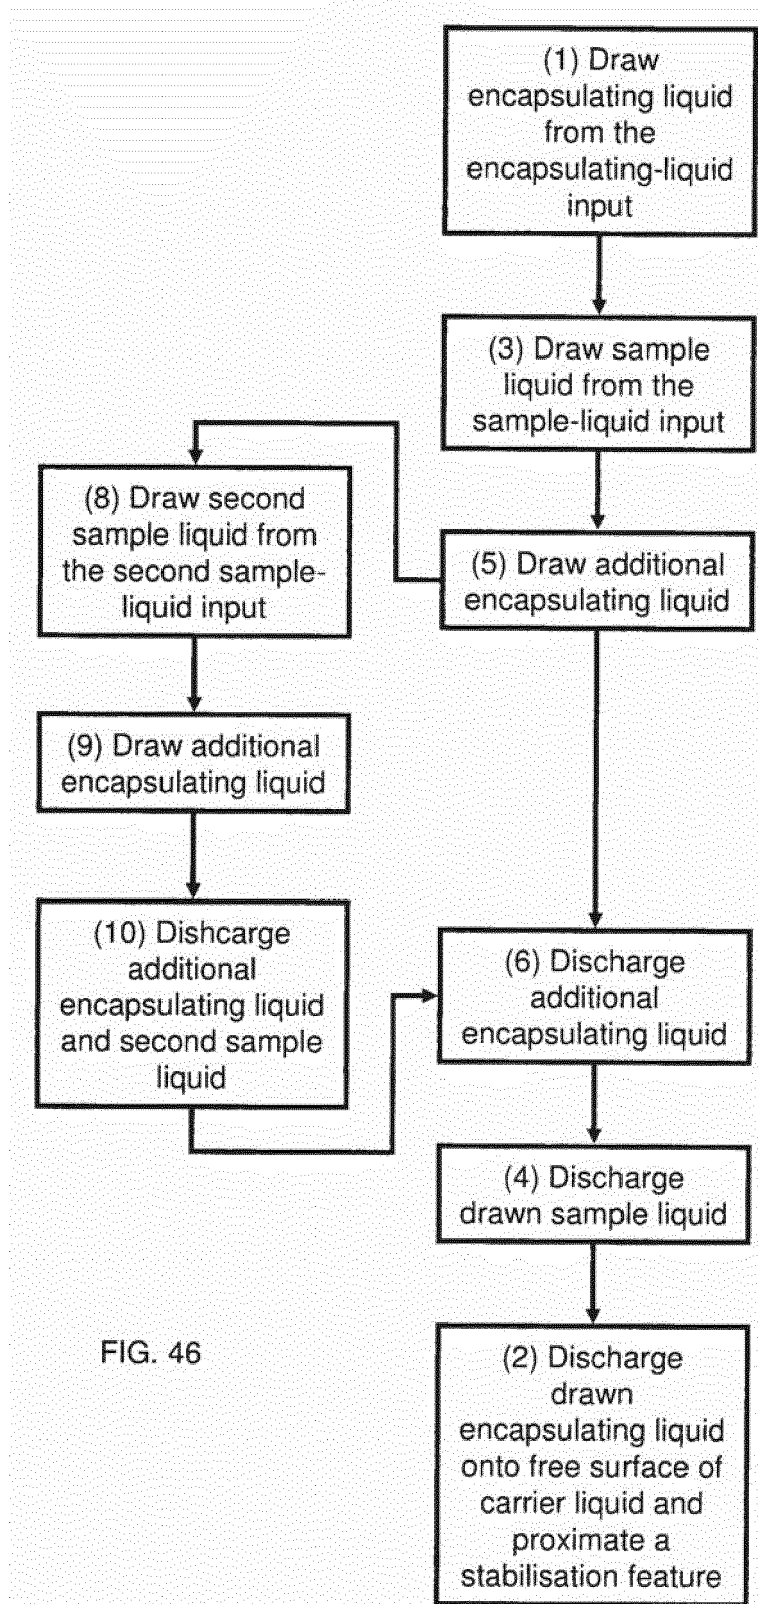 (1) Draw
encapsulating liquid
from the
encapsulating-liquid
input
(3) Draw sample
liquid from the
sample-liquid input
(8) Draw second
sample liquid from
the second sample-
liquid input
(5) Draw additional
encapsulating liquid
(9) Draw additional
encapsulating liquid
(10) Dishcarge
additional
encapsulating liquid
and second sample
liquid
(6) Discharge
additional
encapsulating liquid
(4) Discharge
drawn sample liquid
FIG. 46
(2) Discharge
drawn
encapsulating liquid
onto free surface of
carrier liquid and
proximate a
stabilisation feature